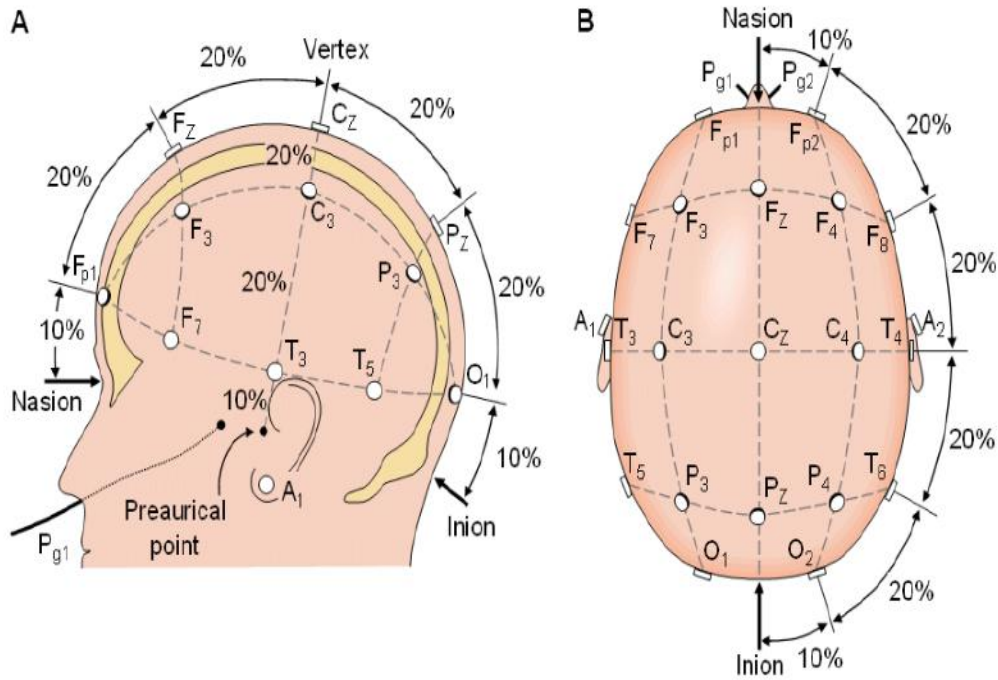 A
B
Vertex
Nasion
20%
20%
10%
Cz
Fz
Pg1
Pg2
20%
20%
Fp1
Fp2
20%
20%
F3
C3
Pz
F7
F3
Fz
F4
F8
Fp1
P3
20%
20%
20%
10%
F7
A1
T3
C3
Cz
C4
T4
A2
T3
T5
O1
Nasion
10%
10%
20%
T5
P3
Pz
P4
T6
A1
Preaurical
point
Inion
O1
O2
20%
Pg1
Inion
10%